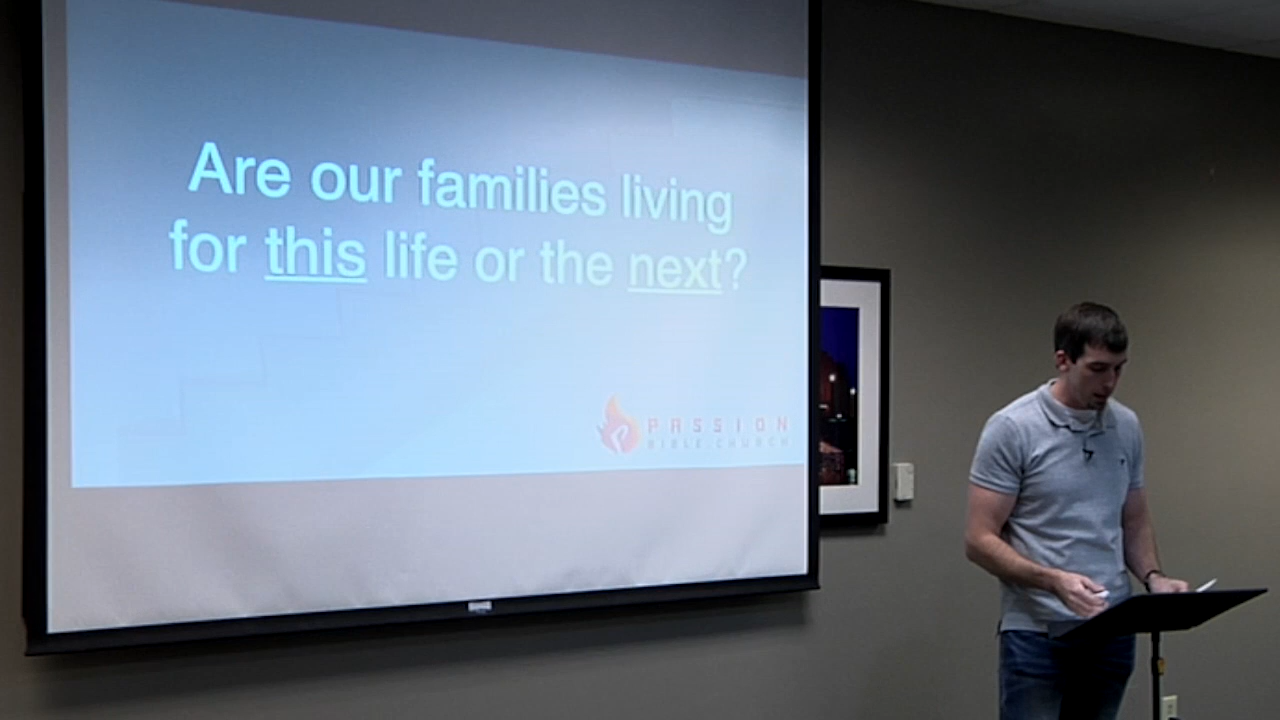 Are our families living
for this life or the next?
PASSION
BIBLE CHURCH